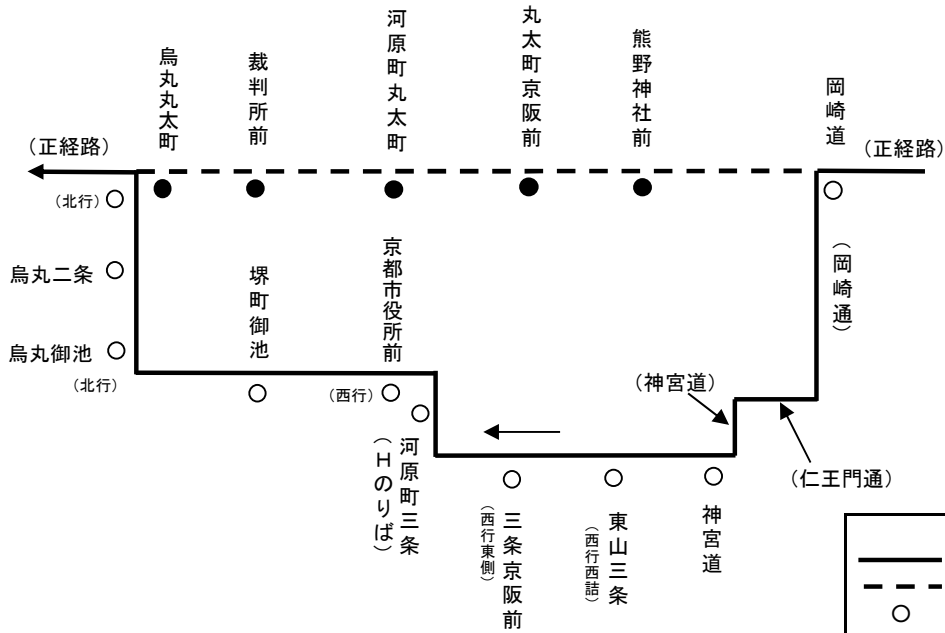 烏丸丸太町
裁判所前
河原町丸太町
丸太町京阪前
熊野神社前
岡崎道
（正経路）
（正経路）
（北行）
烏丸二条
烏丸御池
（北行）
堺町御池
京都市役所前
（西行）
河原町三条
（Ｈのりば）
三条京阪前
（西行東側）
東山三条
（西行西詰）
神宮道
（神宮道）
（仁王門通）
（岡崎通）